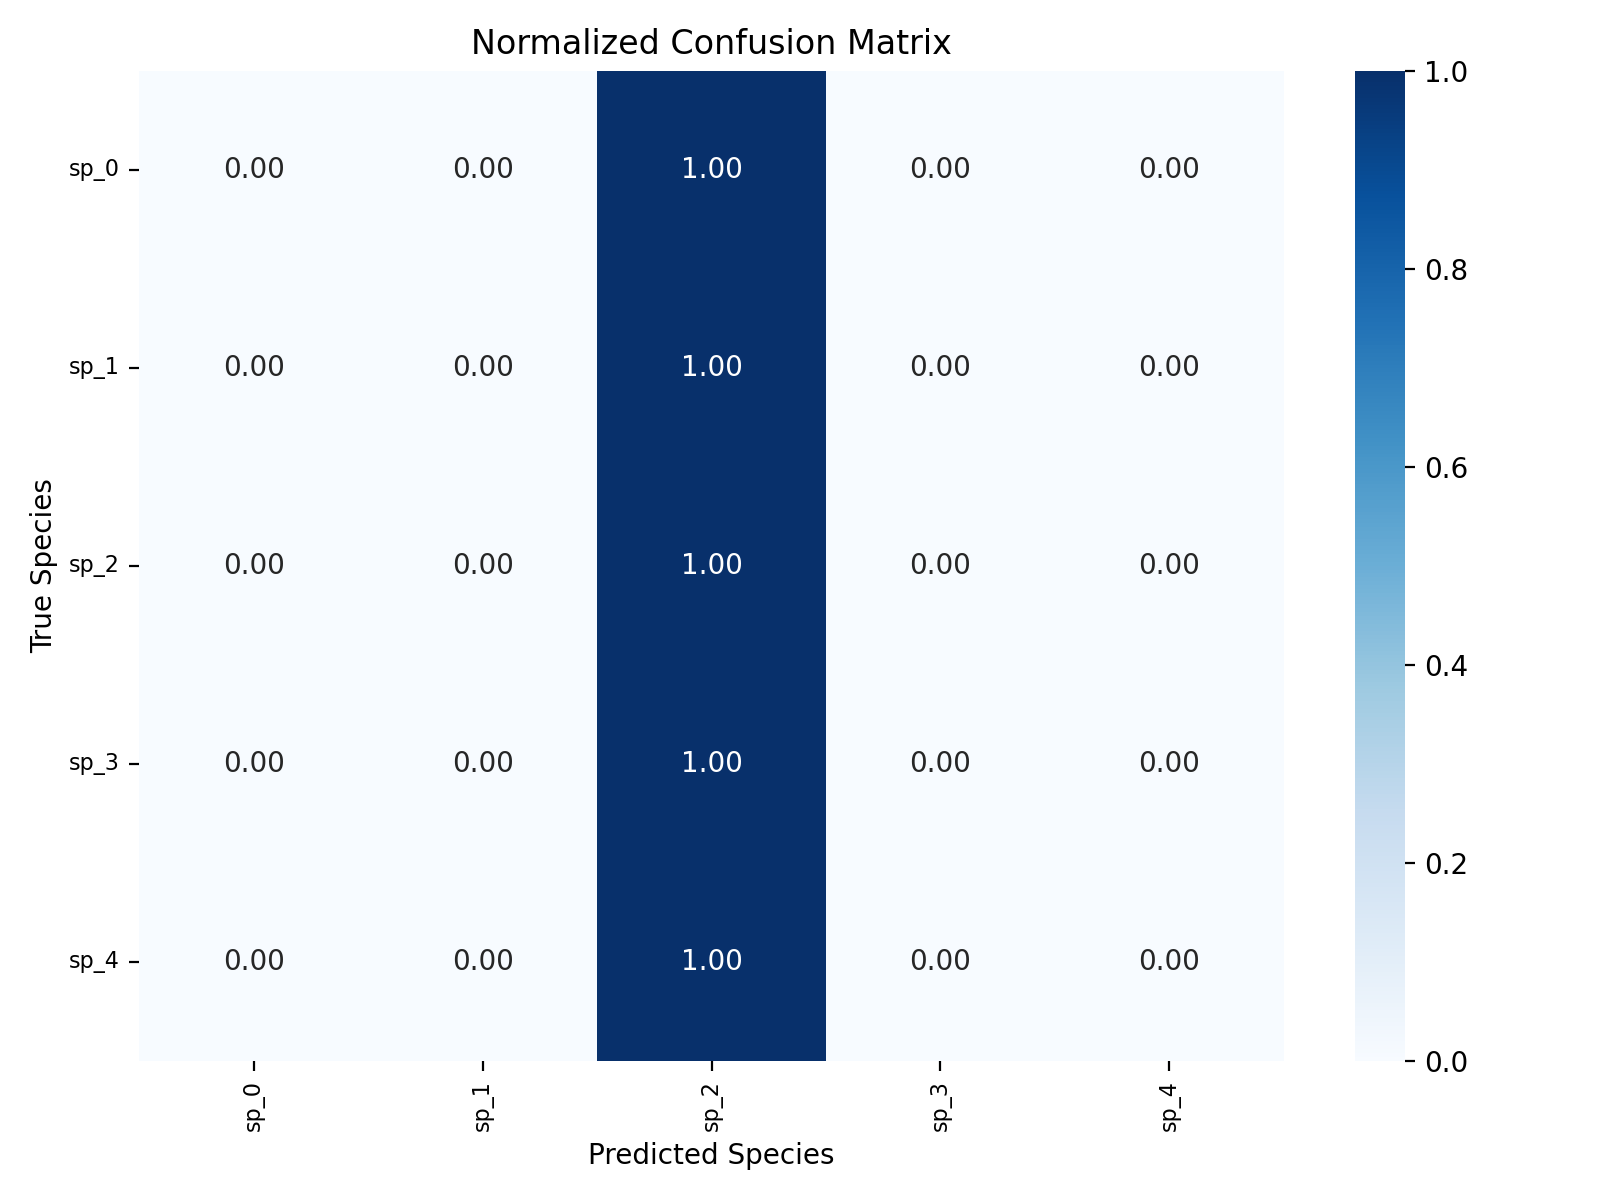 Normalized Confusion Matrix
True Species
sp_0 0.00 0.00 1.00 0.00 0.00
sp_1 0.00 0.00 1.00 0.00 0.00
sp_2 0.00 0.00 1.00 0.00 0.00
sp_3 0.00 0.00 1.00 0.00 0.00
sp_4 0.00 0.00 1.00 0.00 0.00
sp_0 sp_1 sp_2 sp_3 sp_4
Predicted Species
1.0
0.8
0.6
0.4
0.2
0.0